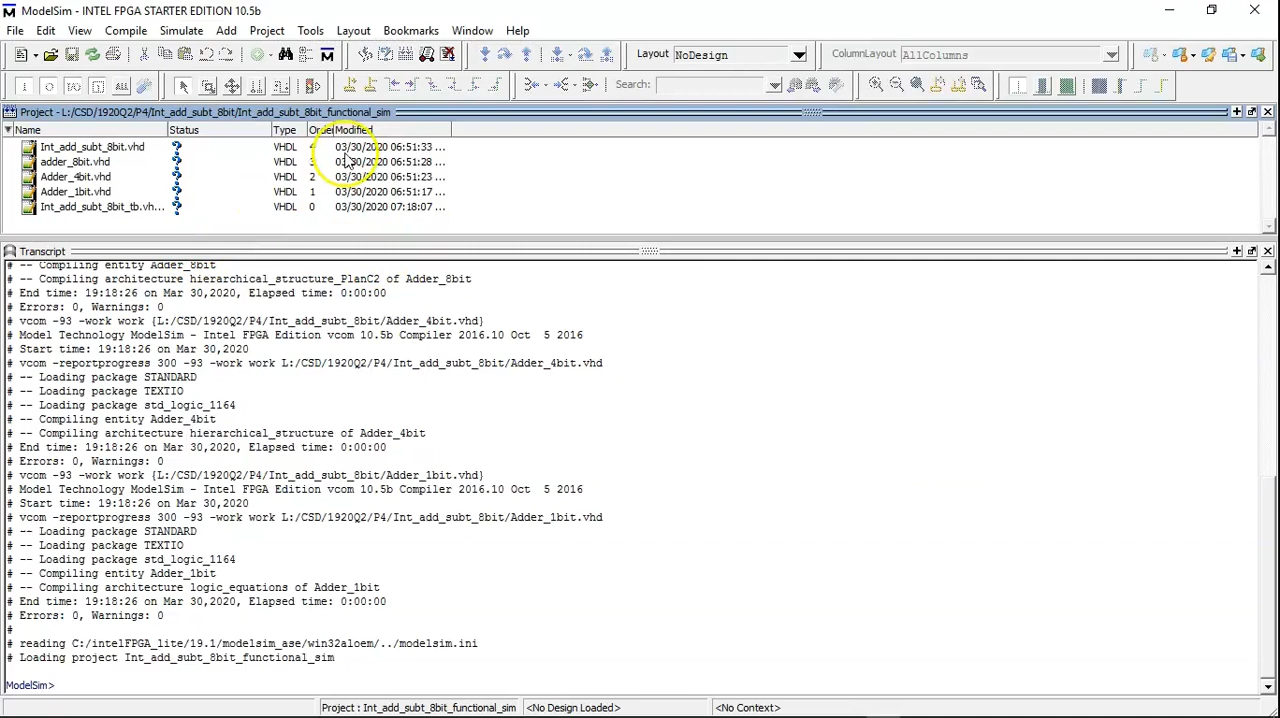 ModelSim - INTEL FPGA STARTER EDITION 10.5b
File Edit View Compile Simulate Add Project Tools Layout Bookmarks Window Help
Layout NoDesign ColumnLayout AllColumns
Search:
Project - L:/CSD/1920Q2/P4/Int_add_subt_8bit/Int_add_subt_8bit_functional_sim
Name Status Type Order Modified
Int_add_subt_8bit.vhd ? VHDL 4 03/30/2020 06:51:33 ...
adder_8bit.vhd ? VHDL 3 03/30/2020 06:51:28 ...
Adder_4bit.vhd ? VHDL 2 03/30/2020 06:51:23 ...
Adder_1bit.vhd ? VHDL 1 03/30/2020 06:51:17 ...
Int_add_subt_8bit_tb.vh... ? VHDL 0 03/30/2020 07:18:07 ...
Transcript
# -- Compiling entity Adder_8bit
# -- Compiling architecture hierarchical_structure_PlanC2 of Adder_8bit
# End time: 19:18:26 on Mar 30,2020, Elapsed time: 0:00:00
# Errors: 0, Warnings: 0
# vcom -93 -work work {L:/CSD/1920Q2/P4/Int_add_subt_8bit/Adder_4bit.vhd}
# Model Technology ModelSim - Intel FPGA Edition vcom 10.5b Compiler 2016.10 Oct  5 2016
# Start time: 19:18:26 on Mar 30,2020
# vcom -reportprogress 300 -93 -work work L:/CSD/1920Q2/P4/Int_add_subt_8bit/Adder_4bit.vhd
# -- Loading package STANDARD
# -- Loading package TEXTIO
# -- Loading package std_logic_1164
# -- Compiling entity Adder_4bit
# -- Compiling architecture hierarchical_structure of Adder_4bit
# End time: 19:18:26 on Mar 30,2020, Elapsed time: 0:00:00
# Errors: 0, Warnings: 0
# vcom -93 -work work {L:/CSD/1920Q2/P4/Int_add_subt_8bit/Adder_1bit.vhd}
# Model Technology ModelSim - Intel FPGA Edition vcom 10.5b Compiler 2016.10 Oct  5 2016
# Start time: 19:18:26 on Mar 30,2020
# vcom -reportprogress 300 -93 -work work L:/CSD/1920Q2/P4/Int_add_subt_8bit/Adder_1bit.vhd
# -- Loading package STANDARD
# -- Loading package TEXTIO
# -- Loading package std_logic_1164
# -- Compiling entity Adder_1bit
# -- Compiling architecture logic_equations of Adder_1bit
# End time: 19:18:26 on Mar 30,2020, Elapsed time: 0:00:00
# Errors: 0, Warnings: 0
#
# reading C:/intelFPGA_lite/19.1/modelsim_ase/win32aloem/../modelsim.ini
# Loading project Int_add_subt_8bit_functional_sim
ModelSim>
Project : Int_add_subt_8bit_functional_sim <No Design Loaded> <No Context>